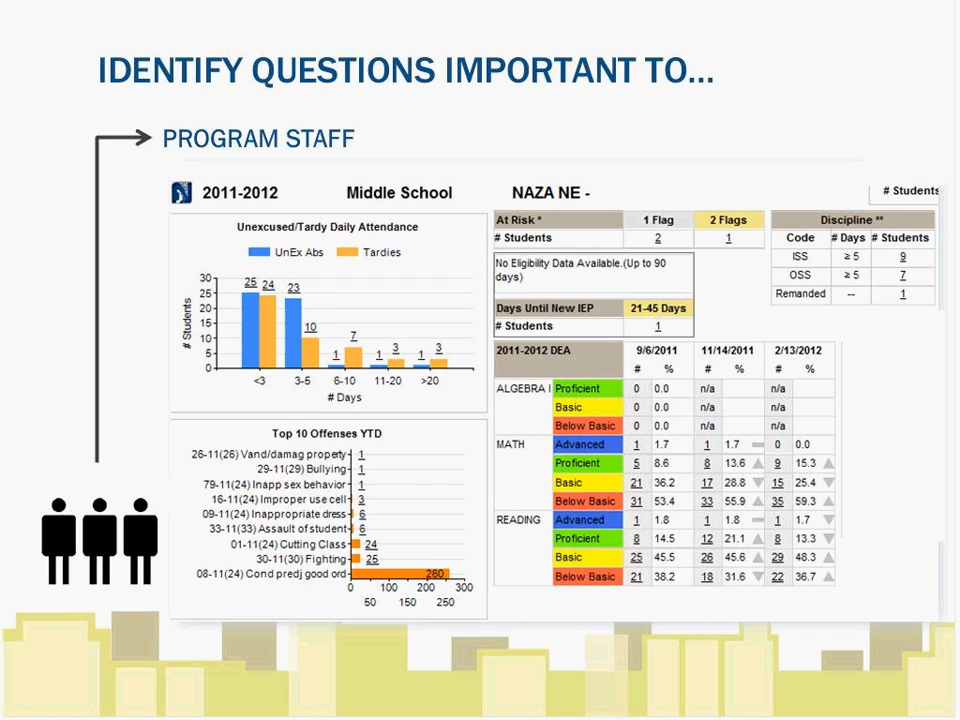 IDENTIFY QUESTIONS IMPORTANT TO...
PROGRAM STAFF
2011-2012 Middle School NAZA NE -
# Students
Unexcused/Tardy Daily Attendance
UnEx Abs Tardies
# Students
30
25
20
15
10
5
0
25 24 23 10 1 7 1 3 1 3
<3 3-5 6-10 11-20 >20
# Days
Top 10 Offenses YTD
26-11(26) Vand/damag property 1
29-11(29) Bullying 1
79-11(24) Inapp sex behavior 1
16-11(24) Improper use cell 3
09-11(24) Inappropriate dress 6
33-11(33) Assault of student 6
01-11(24) Cutting Class 24
30-11(30) Fighting 25
08-11(24) Cond predj good ord 260
0 100 200 300
50 150 250
At Risk * 1 Flag 2 Flags
# Students 2 1
No Eligibility Data Available.(Up to 90
days)
Days Until New IEP 21-45 Days
# Students 1
Discipline **
Code # Days # Students
ISS ≥ 5 9
OSS ≥ 5 7
Remanded -- 1
2011-2012 DEA 9/6/2011 11/14/2011 2/13/2012
# % # % # %
ALGEBRA I Proficient 0 0.0 n/a n/a
Basic 0 0.0 n/a n/a
Below Basic 0 0.0 n/a n/a
MATH Advanced 1 1.7 1 1.7 0 0.0
Proficient 5 8.6 8 13.6 9 15.3
Basic 21 36.2 17 28.8 15 25.4
Below Basic 31 53.4 33 55.9 35 59.3
READING Advanced 1 1.8 1 1.8 1 1.7
Proficient 8 14.5 12 21.1 8 13.3
Basic 25 45.5 26 45.6 29 48.3
Below Basic 21 38.2 18 31.6 22 36.7